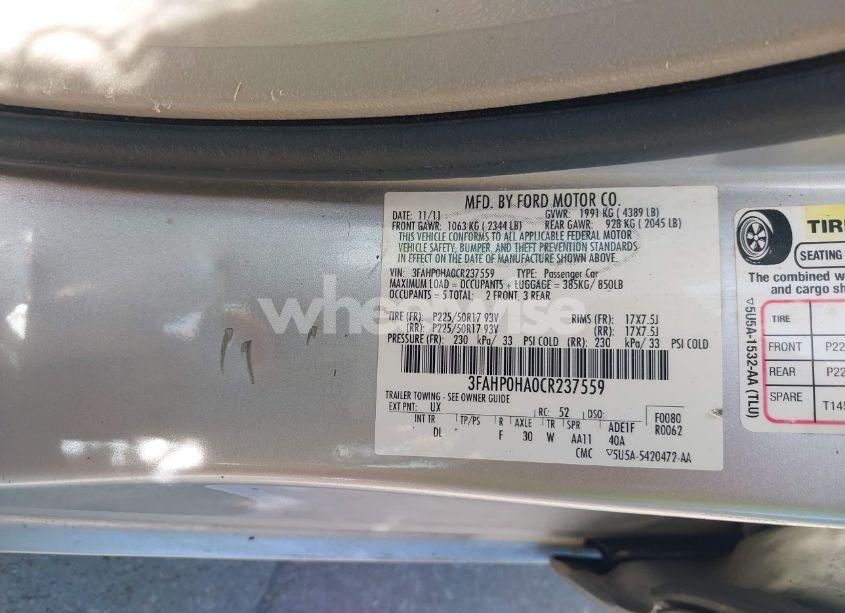 MFD. BY FORD MOTOR CO.
DATE: 11/11 GVWR: 1991 KG ( 4389 LB)
FRONT GAWR: 1063 KG ( 2344 LB) REAR GAWR: 928 KG ( 2045 LB)
THIS VEHICLE CONFORMS TO ALL APPLICABLE FEDERAL MOTOR
VEHICLE SAFETY, BUMPER, AND THEFT PREVENTION STANDARDS
IN EFFECT ON THE DATE OF MANUFACTURE SHOWN ABOVE.
VIN: 3FAHP0HA0CR237559 TYPE: Passenger Car
MAXIMUM LOAD = OCCUPANTS + LUGGAGE = 385KG/ 850LB
OCCUPANTS = 5 TOTAL: 2 FRONT, 3 REAR
wheelwise
TIRE (FR): P225/50R17 93V RIMS (FR): 17X7.5J
(RR): P225/50R17 93V (RR): 17X7.5J
PRESSURE (FR): 230 kPa/ 33 PSI COLD (RR): 230 kPa/ 33 PSI COLD
3FAHP0HA0CR237559
TRAILER TOWING - SEE OWNER GUIDE
EXT PNT: UX RC: 52 DSO: F0080
INT TR TP/PS R AXLE TR SPR ADE1F R0062
DL F 30 W AA11 40A
CMC ▽5U5A-5420472-AA
TIRE
SEATING
The combined
and cargo
TIRE
FRONT P22
REAR P22
SPARE T145
▽5U5A-1532-AA (TLU)